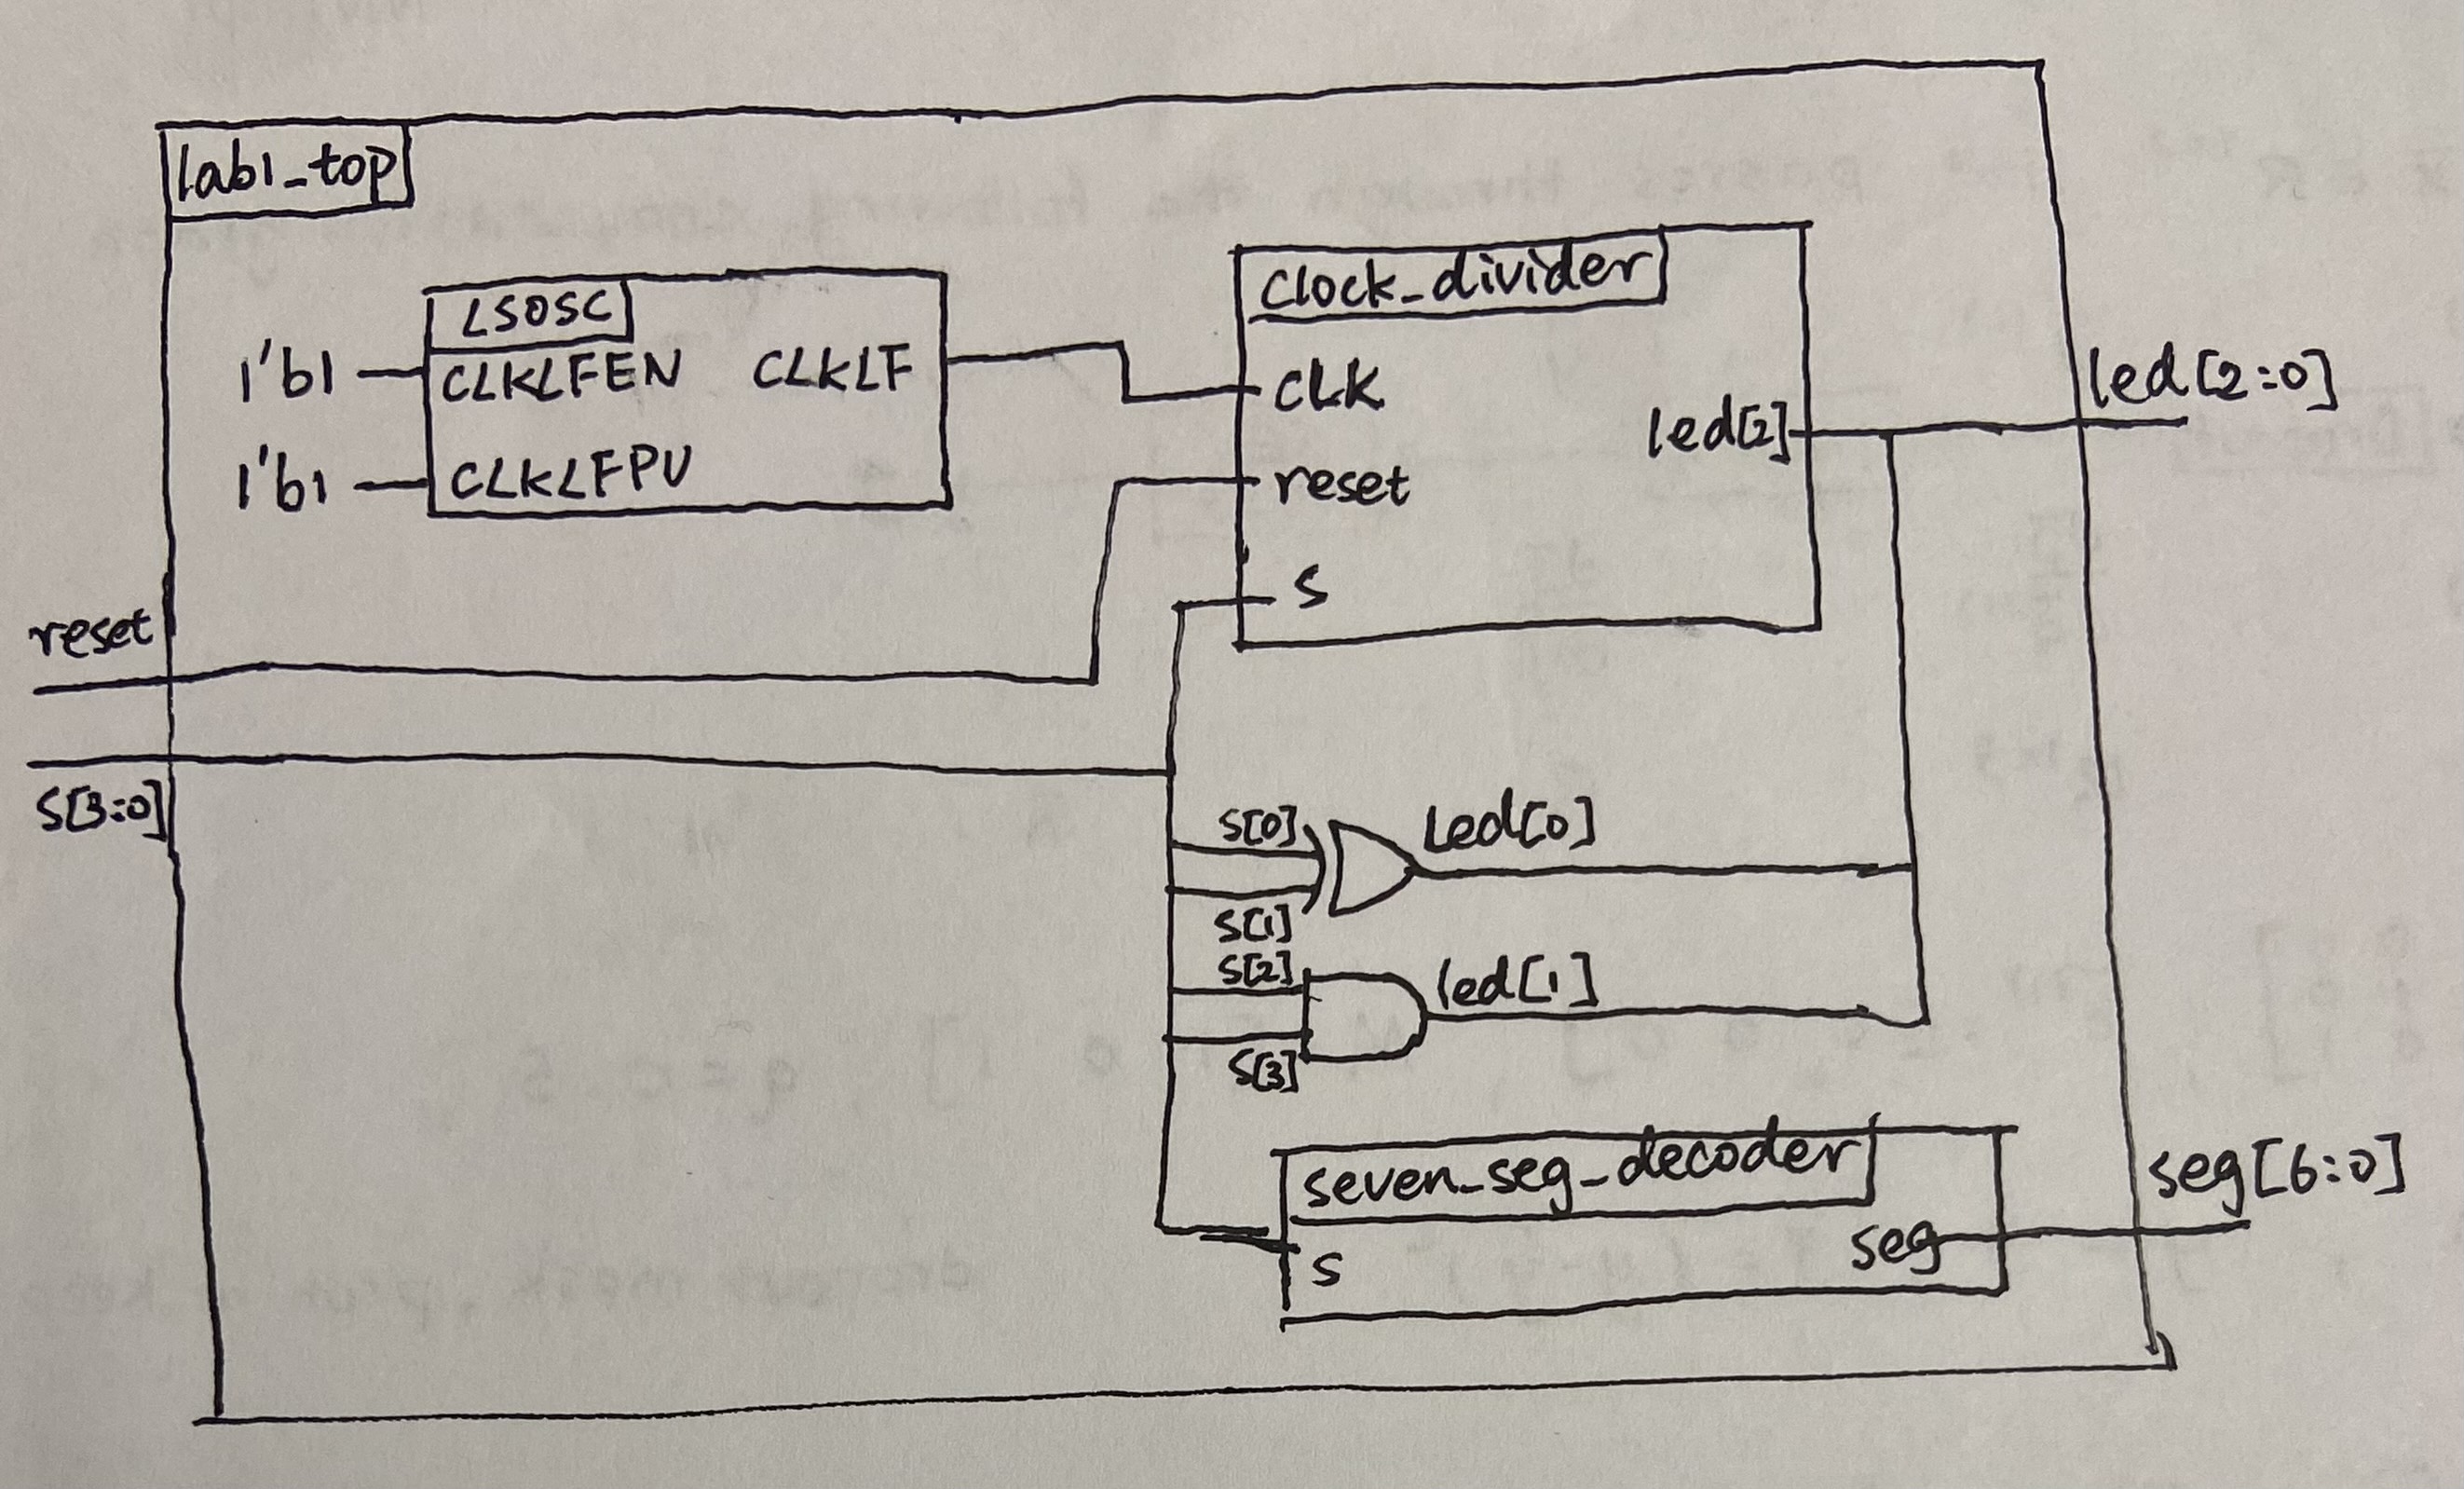 lab1_top
LSOSC
1'b1
CLKLFEN
CLKLF
1'b1
CLKLFPU
clock_divider
CLK
led[2]
reset
S
led[2:0]
reset
S[3:0]
S[0]
S[1]
led[0]
S[2]
S[3]
led[1]
seven_seg_decoder
S
seg
seg[6:0]